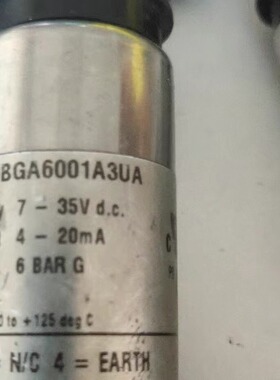 BGA6001A3UA
7 - 35V d.c.
4 - 20mA
6 BAR G
to +125 deg C
N/C 4 = EARTH